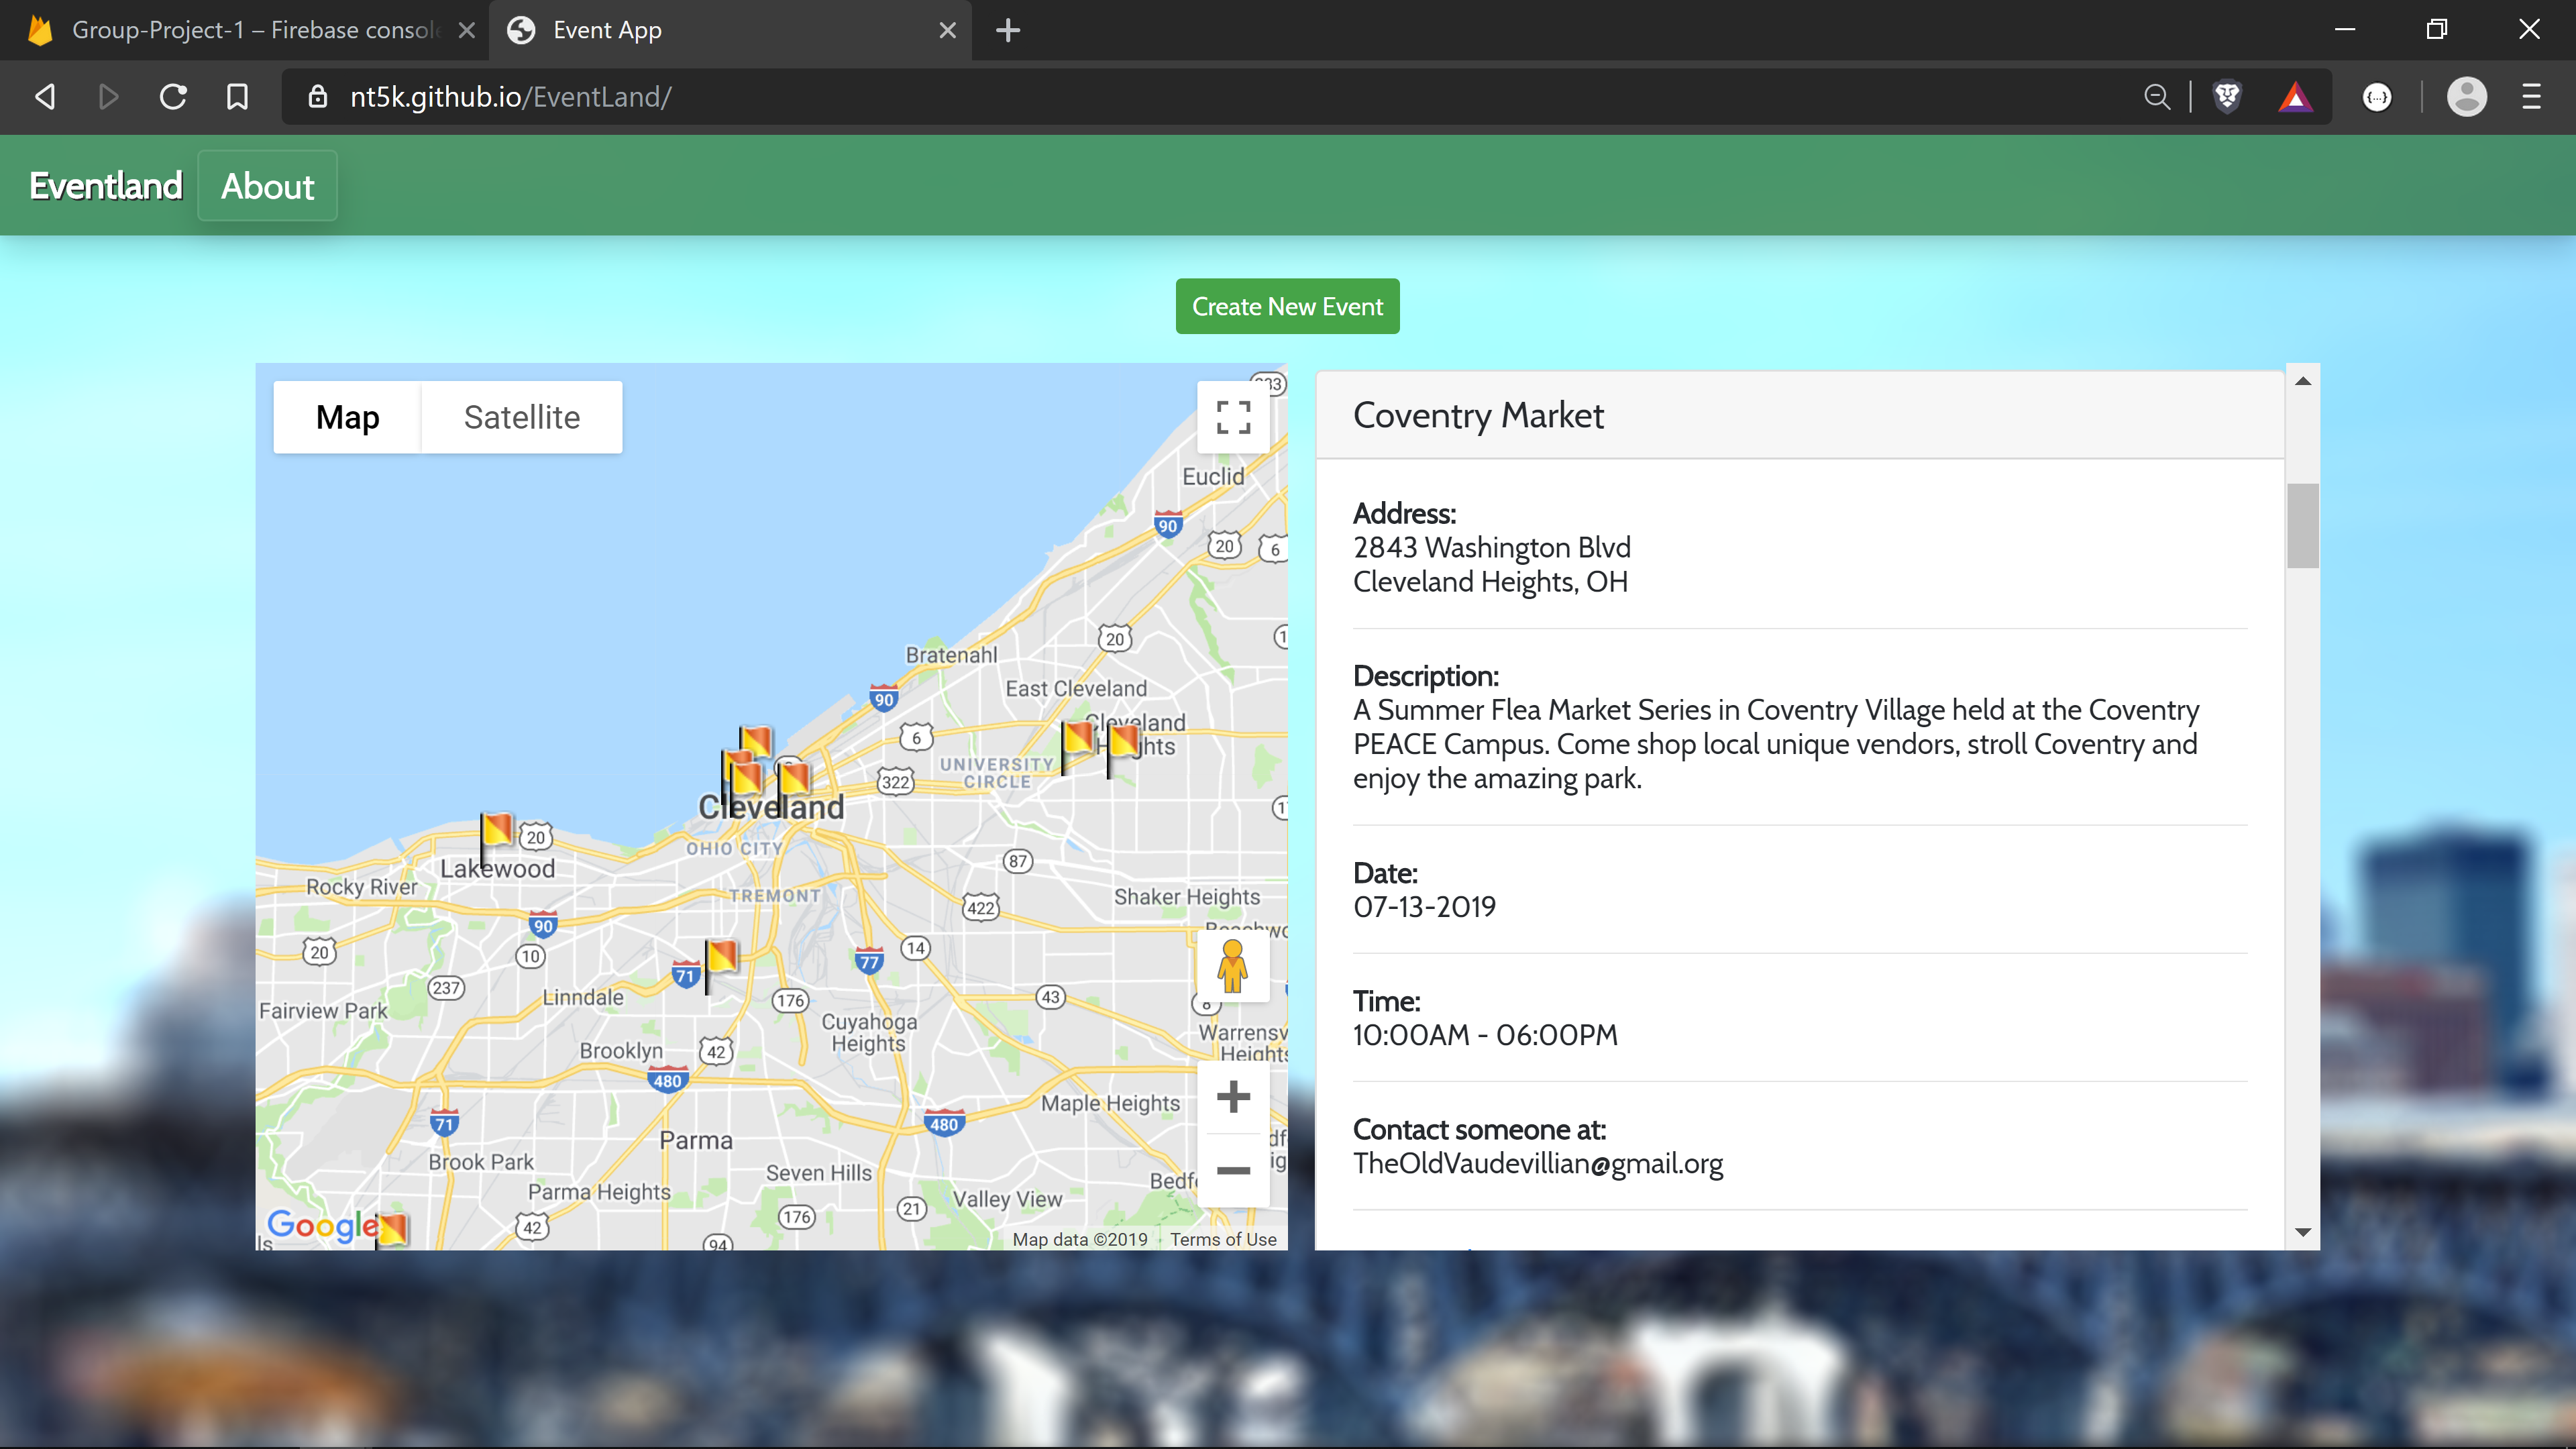 Group-Project-1 – Firebase console
Event App
nt5k.github.io/EventLand/
Eventland
About
Create New Event
Map
Satellite
Euclid
90
20
6
20
Bratenahl
East Cleveland
90
Cleveland
Heights
6
UNIVERSITY
CIRCLE
322
Cleveland
20
OHIO CITY
Lakewood
87
Rocky River
TREMONT
Shaker Heights
422
90
20
10
14
71
77
237
Linndale
176
43
8
Fairview Park
Cuyahoga
Heights
Brooklyn
42
480
Maple Heights
71
480
Parma
Brook Park
Seven Hills
Parma Heights
Valley View
176
21
42
94
Google
Map data ©2019
Terms of Use
Coventry Market
Address:
2843 Washington Blvd
Cleveland Heights, OH
Description:
A Summer Flea Market Series in Coventry Village held at the Coventry
PEACE Campus. Come shop local unique vendors, stroll Coventry and
enjoy the amazing park.
Date:
07-13-2019
Time:
10:00AM - 06:00PM
Contact someone at:
TheOldVaudevillian@gmail.org